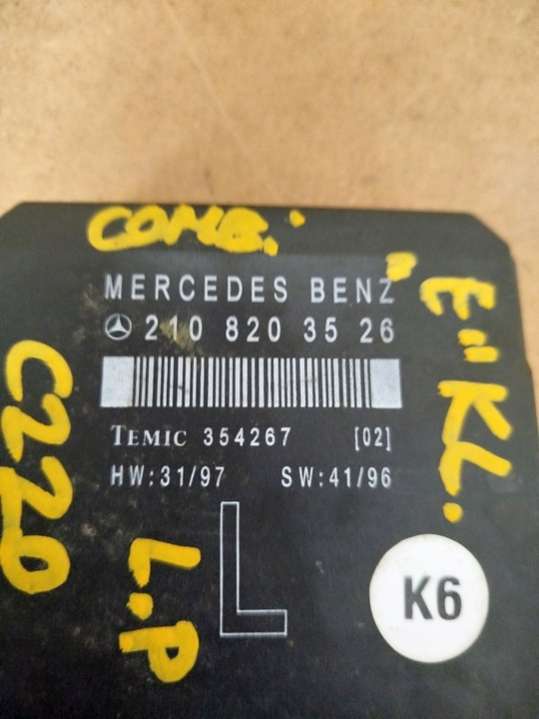 COMB.
MERCEDES BENZ
210 820 35 26
TEMIC 354267 [02]
HW:31/97 SW:41/96
L
K6
"E" KL.
C220
L.P